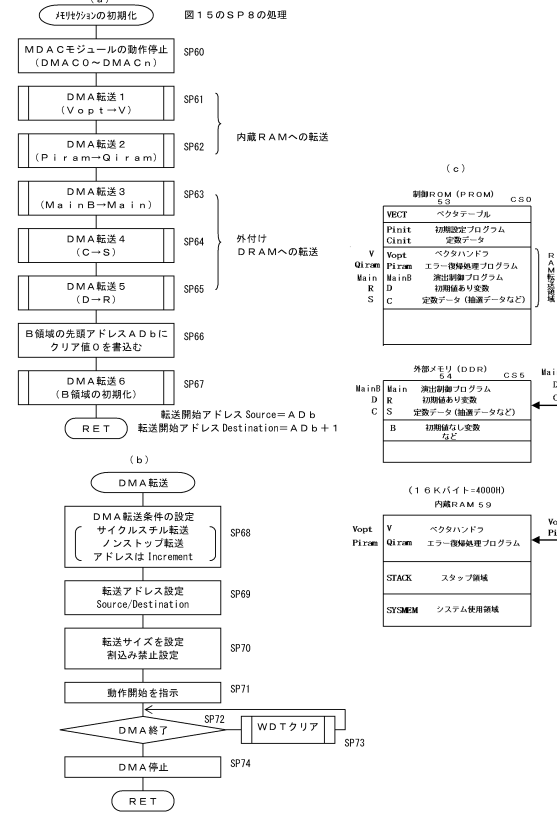 (a)
メモリセクションの初期化
図15のSP8の処理
MDACモジュールの動作停止
(DMAC0～DMACn)
SP60
DMA転送1
(Vopt→V)
SP61
DMA転送2
(Piram→Qiram)
SP62
内蔵RAMへの転送
DMA転送3
(MainB→Main)
SP63
DMA転送4
(C→S)
SP64
DMA転送5
(D→R)
SP65
外付け
DRAMへの転送
B領域の先頭アドレスADbに
クリア値0を書込む
SP66
DMA転送6
(B領域の初期化)
SP67
RET
転送開始アドレス Source=ADb
転送開始アドレス Destination=ADb+1
(b)
DMA転送
DMA転送条件の設定
サイクルスチル転送
ノンストップ転送
アドレスは Increment
SP68
転送アドレス設定
Source/Destination
SP69
転送サイズを設定
割込み禁止設定
SP70
動作開始を指示
SP71
DMA終了
SP72
WDTクリア
SP73
DMA停止
SP74
RET
(c)
制御ROM (PROM)
53
CS0
VECT ベクタテーブル
Pinit 初期設定プログラム
Cinit 定数データ
V Vopt ベクタハンドラ
Qiram Piram エラー復帰処理プログラム
Main MainB 演出制御プログラム
R D 初期値あり変数
S C 定数データ (抽選データなど)
RAM転送領域
外部メモリ (DDR)
54
CS5
MainB Main 演出制御プログラム
D R 初期値あり変数
C S 定数データ (抽選データなど)
B 初期値なし変数
など
Mai
D
C
(16Kバイト=4000H)
内蔵RAM 59
Vopt V ベクタハンドラ
Piram Qiram エラー復帰処理プログラム
Vo
Pi
STACK スタップ領域
SYSMEM システム使用領域